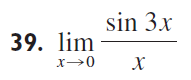 39. lim x→0 sin 3x / x